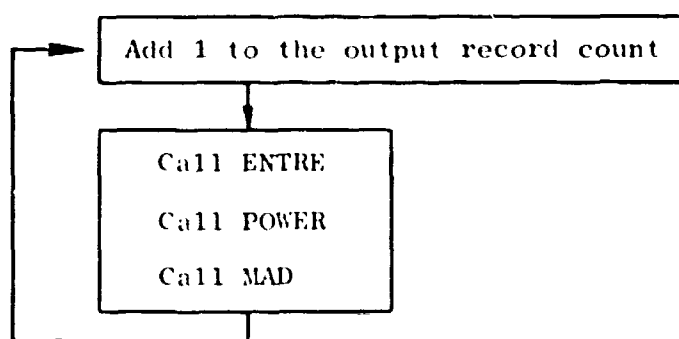 Add 1 to the output record count
Call ENTRE
Call POWER
Call MAD